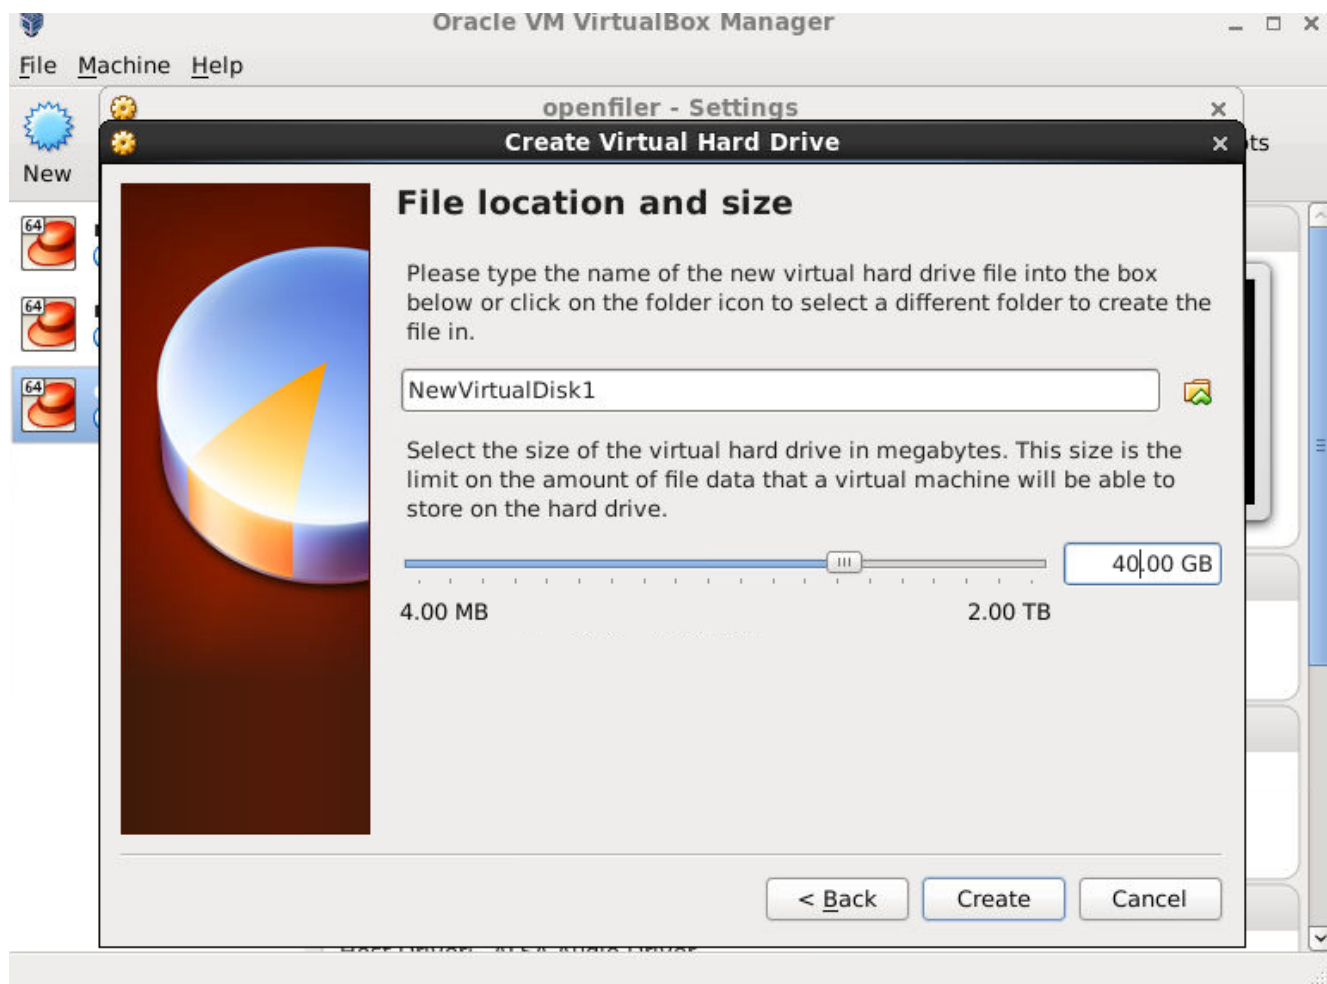 Oracle VM VirtualBox Manager
File Machine Help
openfiler - Settings
Create Virtual Hard Drive
ts
New
64
64
64
File location and size
Please type the name of the new virtual hard drive file into the box
below or click on the folder icon to select a different folder to create the
file in.
NewVirtualDisk1
Select the size of the virtual hard drive in megabytes. This size is the
limit on the amount of file data that a virtual machine will be able to
store on the hard drive.
40.00 GB
4.00 MB 2.00 TB
< Back Create Cancel
Host Driver: ALSA Audio Driver